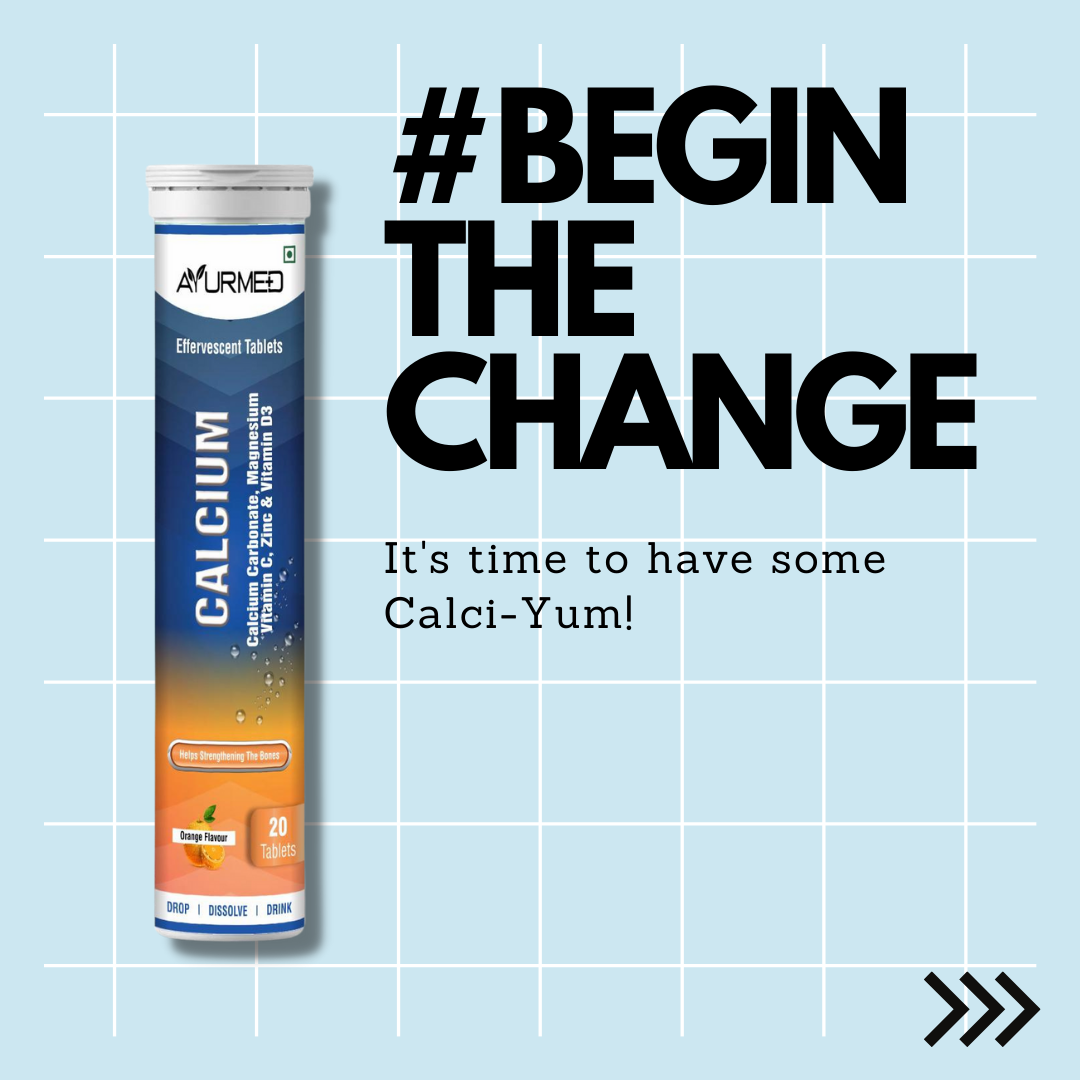 #BEGIN
THE
CHANGE
It's time to have some
Calci-Yum!
AYURMED
Effervescent Tablets
CALCIUM
Calcium Carbonate, Magnesium
Vitamin C, Zinc & Vitamin D3
Helps Strengthening The Bones
Orange Flavour
20
Tablets
DROP | DISSOLVE | DRINK